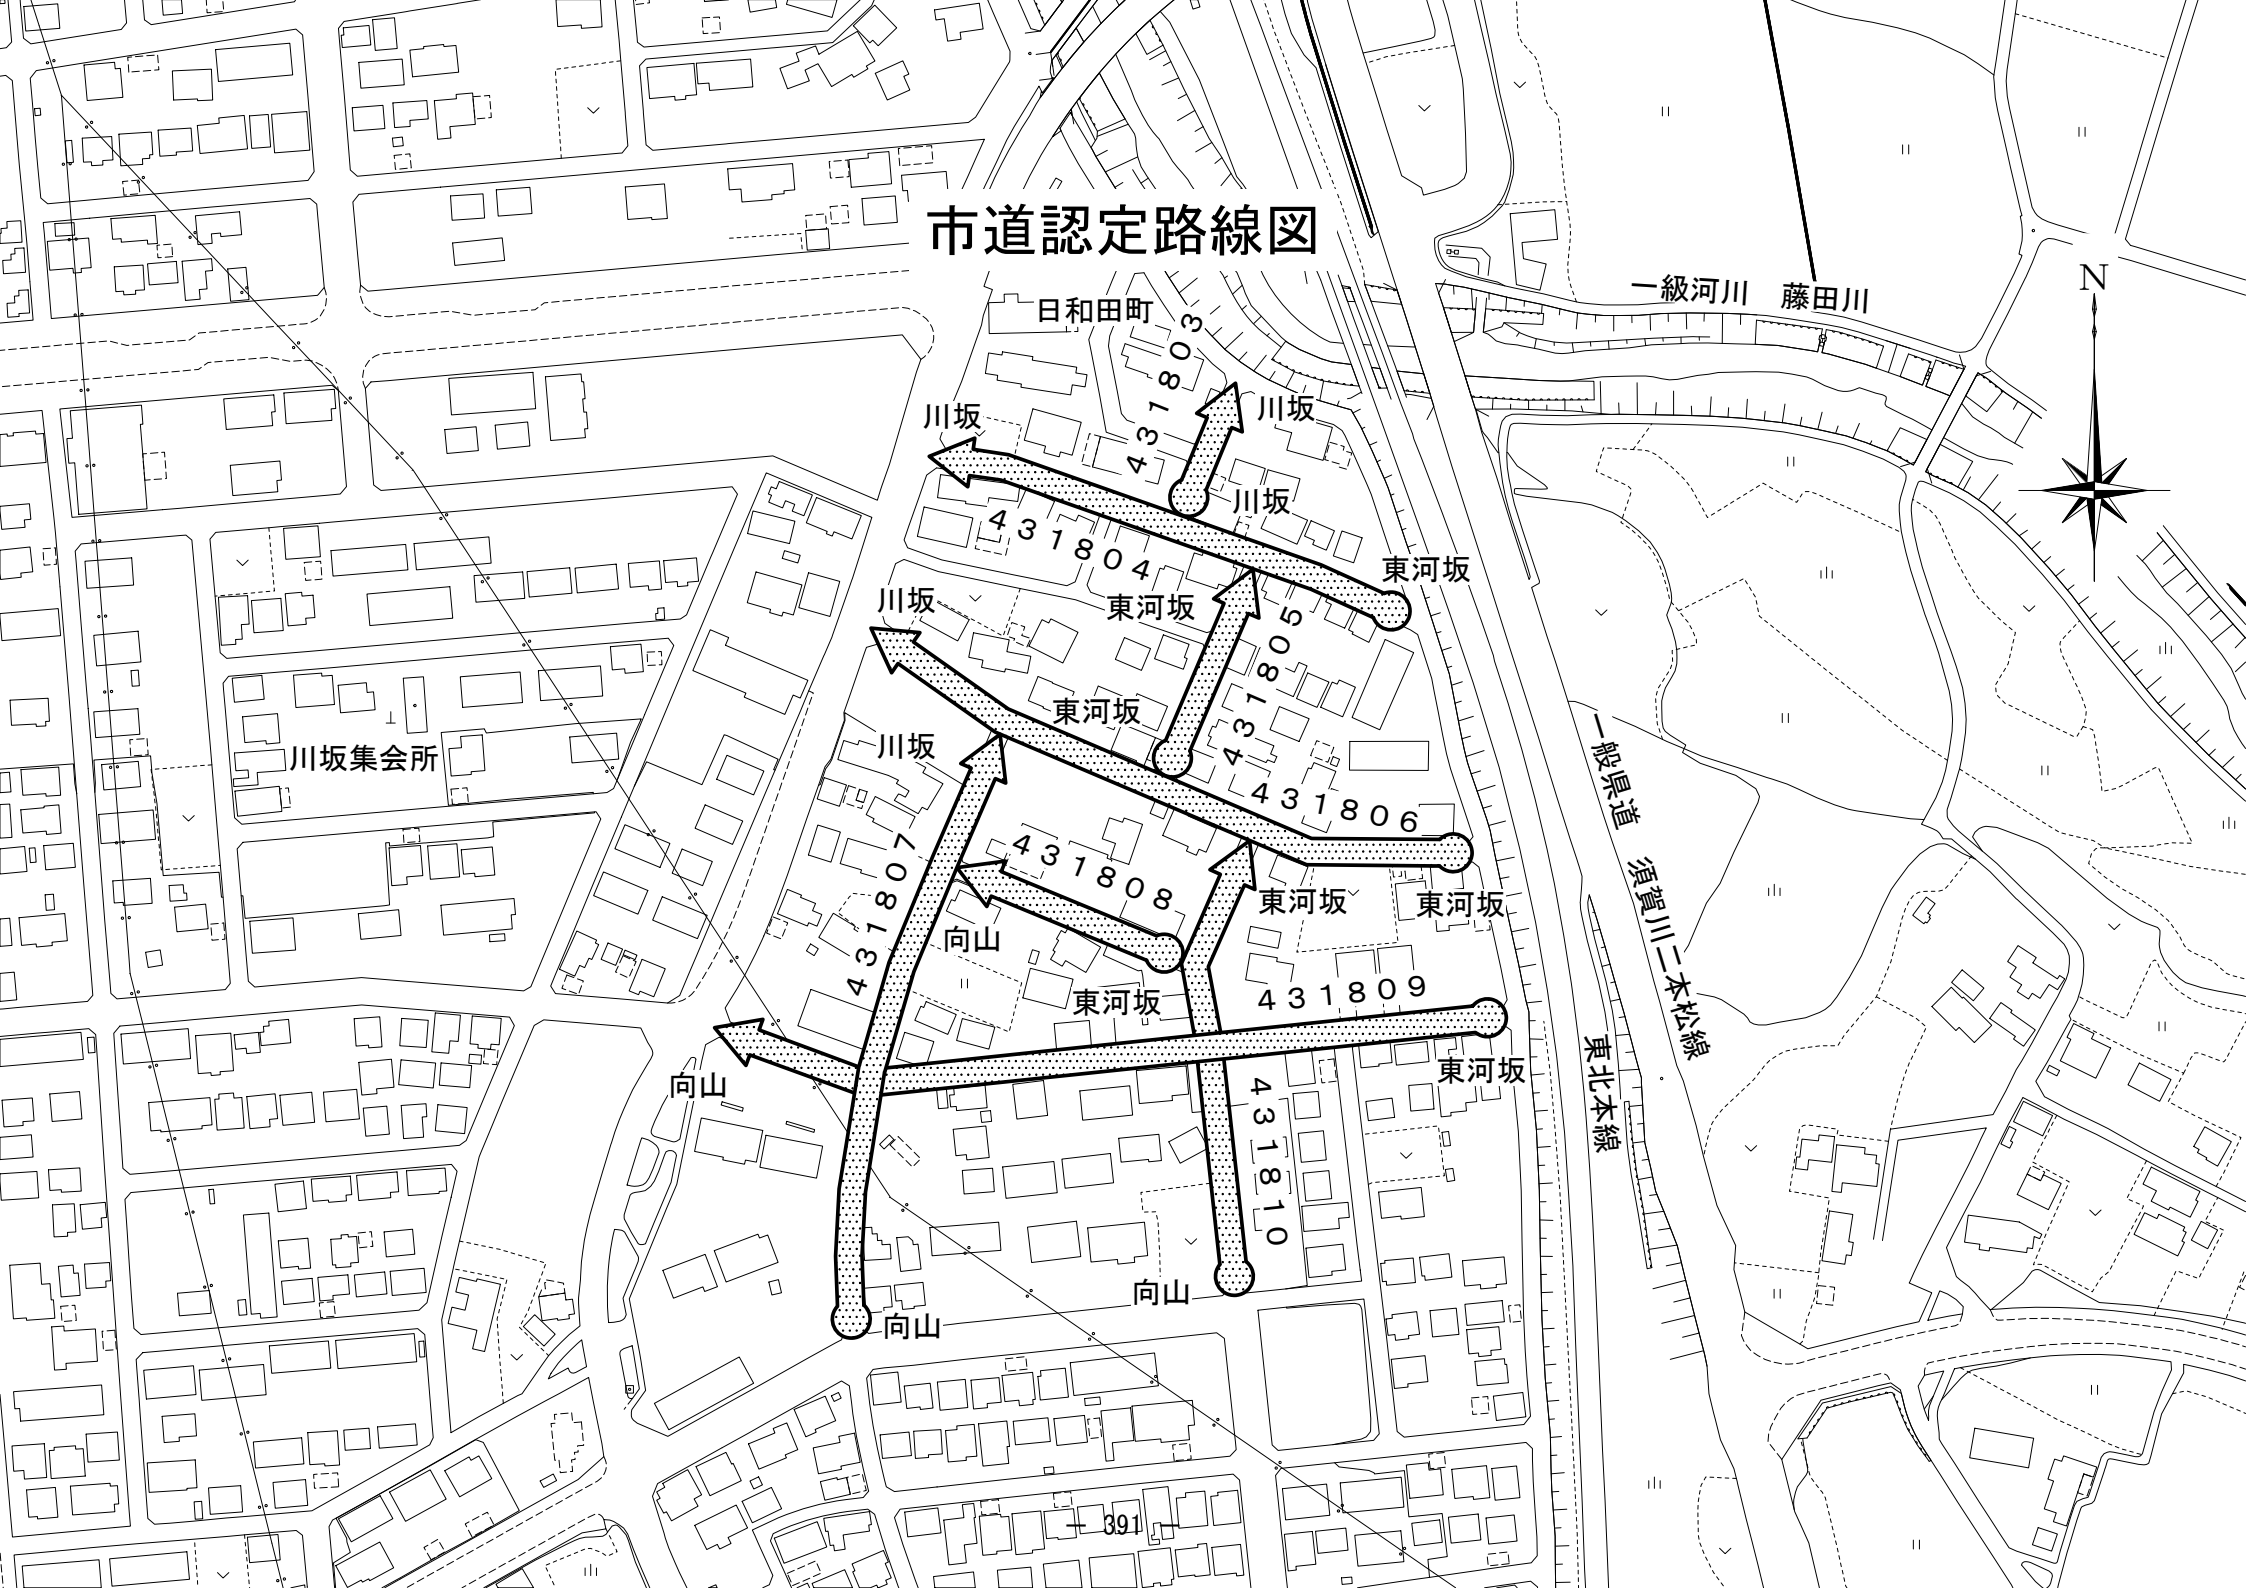 市道認定路線図
N
一級河川　藤田川
日和田町
431803
川坂
川坂
川坂
431804
東河坂
川坂
東河坂
431805
東河坂
川坂
川坂集会所
431806
一般県道　須賀川二本松線
431807
431808
東河坂
東河坂
向山
431809
東河坂
東河坂
東北本線
向山
431810
向山
向山
— 391 —